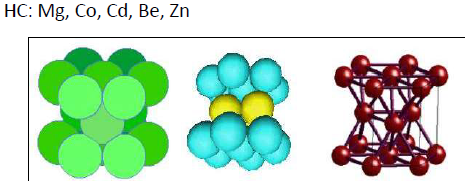 HC: Mg, Co, Cd, Be, Zn